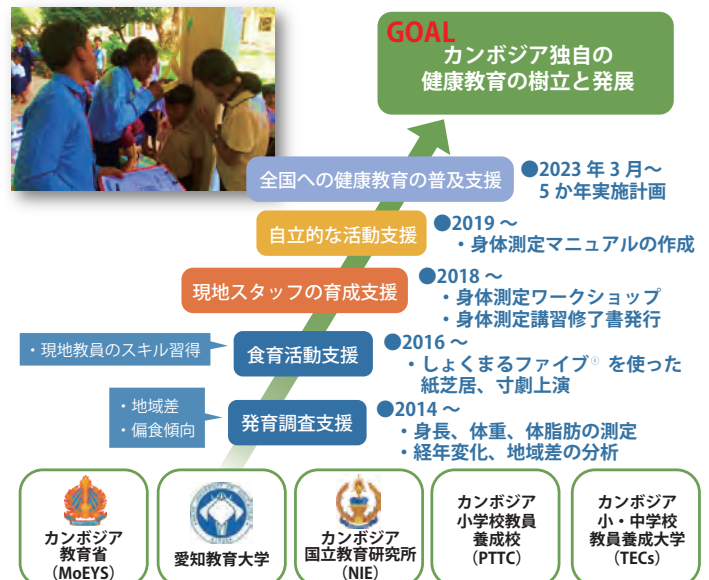 GOAL
カンボジア独自の
健康教育の樹立と発展
全国への健康教育の普及支援
●2023 年 3 月～
5 か年実施計画
自立的な活動支援
●2019 ～
・身体測定マニュアルの作成
現地スタッフの育成支援
●2018 ～
・身体測定ワークショップ
・身体測定講習修了書発行
・現地教員のスキル習得
食育活動支援
●2016 ～
・しょくまるファイブ® を使った
紙芝居、寸劇上演
・地域差
・偏食傾向
発育調査支援
●2014 ～
・身長、体重、体脂肪の測定
・経年変化、地域差の分析
カンボジア
教育省
（MoEYS）
愛知教育大学
カンボジア
国立教育研究所
（NIE）
カンボジア
小学校教員
養成校
（PTTC）
カンボジア
小・中学校
教員養成大学
（TECs）